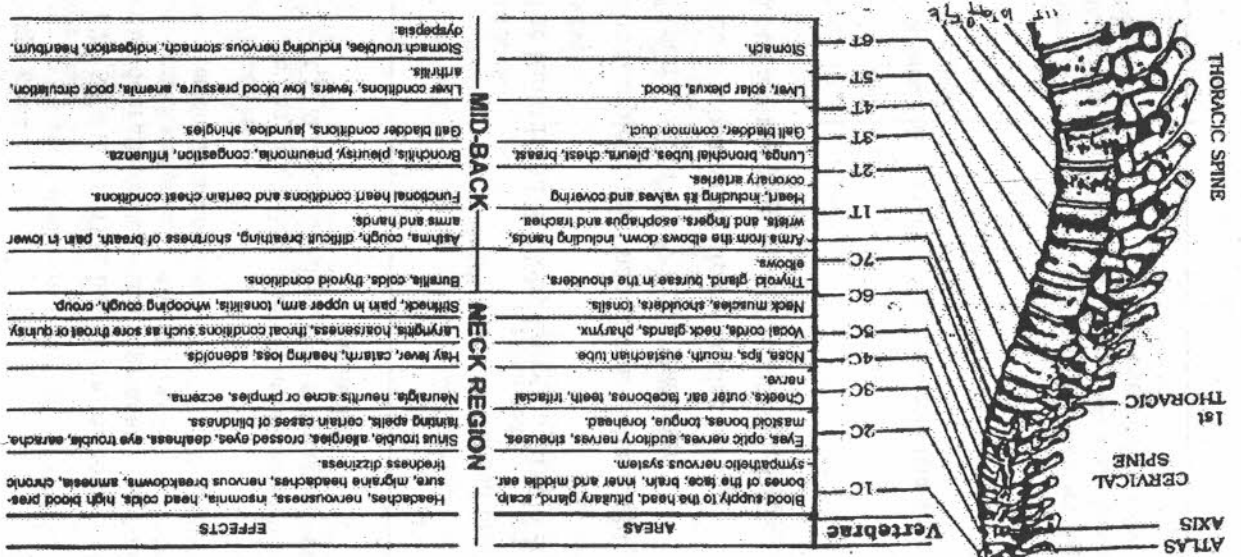 ATLAS
AXIS
CERVICAL
SPINE
1st
THORACIC
THORACIC SPINE
Vertebrae
AREAS
EFFECTS
NECK REGION
MID-BACK
1C
Blood supply to the head, pituitary gland, scalp,
bones of the face, brain, inner and middle ear,
sympathetic nervous system.
Headaches, nervousness, insomnia, head colds, high blood pres-
sure, migraine headaches, nervous breakdowns, amnesia, chronic
tiredness dizziness.
2C
Eyes, optic nerves, auditory nerves, sineuses,
mastoid bones, tongue, forehead.
Sinus trouble, allergies, crossed eyes, deafness, eye trouble, earache,
fainting spells, certain cases of blindness.
3C
Cheeks, outer ear, facebones, teeth, trifacial
nerve.
Neuralgia, neuritis acne or pimples, eczema.
4C
Nose, lips, mouth, eustachian tube
Hay fever, catarrh, hearing loss, adenoids.
5C
Vocal cords, neck glands, pharynx.
Laryngitis, hoarseness, throat conditions such as sore throat or quinsy
6C
Neck muscles, shoulders, tonsils.
Stiffneck, pain in upper arm, tonsilitis, whooping cough, croup.
7C
Thyroid gland, bursae in the shoulders,
elbows.
Bursitis, colds, thyroid conditions.
1T
Arms from the elbows down, including hands,
wrists, and fingers, esophagus and trachea.
Asthma, cough, difficult breathing, shortness of breath, pain in lower
arms and hands.
2T
Heart, including its valves and covering
coronary arteries.
Functional heart conditions and certain chest conditions.
3T
Lungs, bronchial tubes, pleura, chest, breast
Bronchitis, pleurisy, pneumonia, congestion, influenza.
4T
Gall bladder, common duct.
Gall bladder conditions, jaundice, shingles.
5T
Liver, solar plexus, blood.
Liver conditions, fevers, low blood pressure, anemia, poor circulation,
arthritis.
6T
Stomach.
Stomach troubles, including nervous stomach, indigestion, heartburn,
dyspepsia.
11T